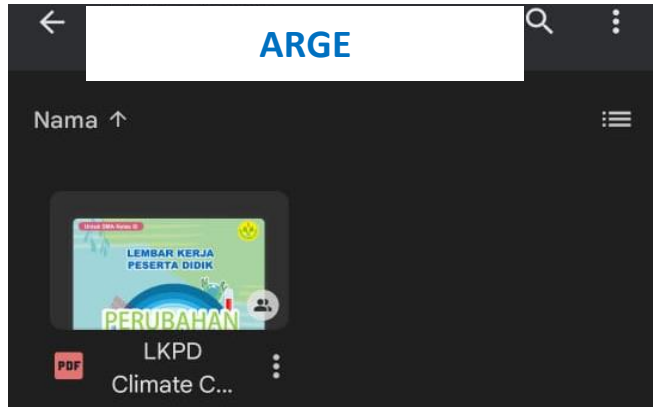 ARGE
Nama ↑
Untuk SMA Kelas
LEMBAR KERJA
PESERTA DIDIK
PERUBAHAN
PDF
LKPD
Climate C...